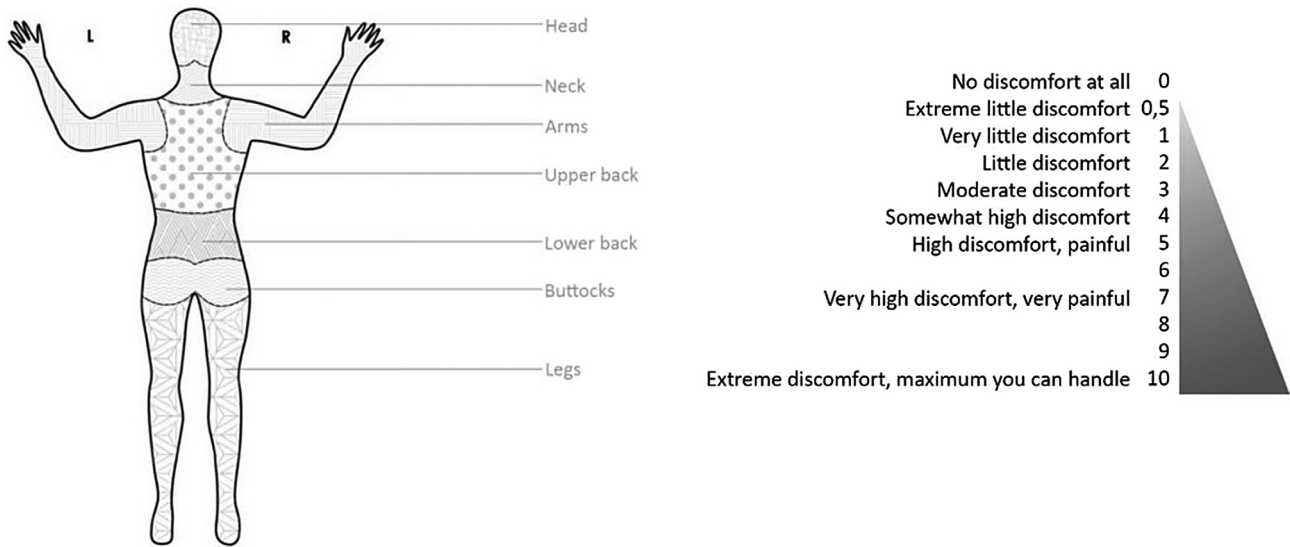 L
R
Head
Neck
Arms
Upper back
Lower back
Buttocks
Legs
No discomfort at all 0
Extreme little discomfort 0,5
Very little discomfort 1
Little discomfort 2
Moderate discomfort 3
Somewhat high discomfort 4
High discomfort, painful 5
6
Very high discomfort, very painful 7
8
9
Extreme discomfort, maximum you can handle 10